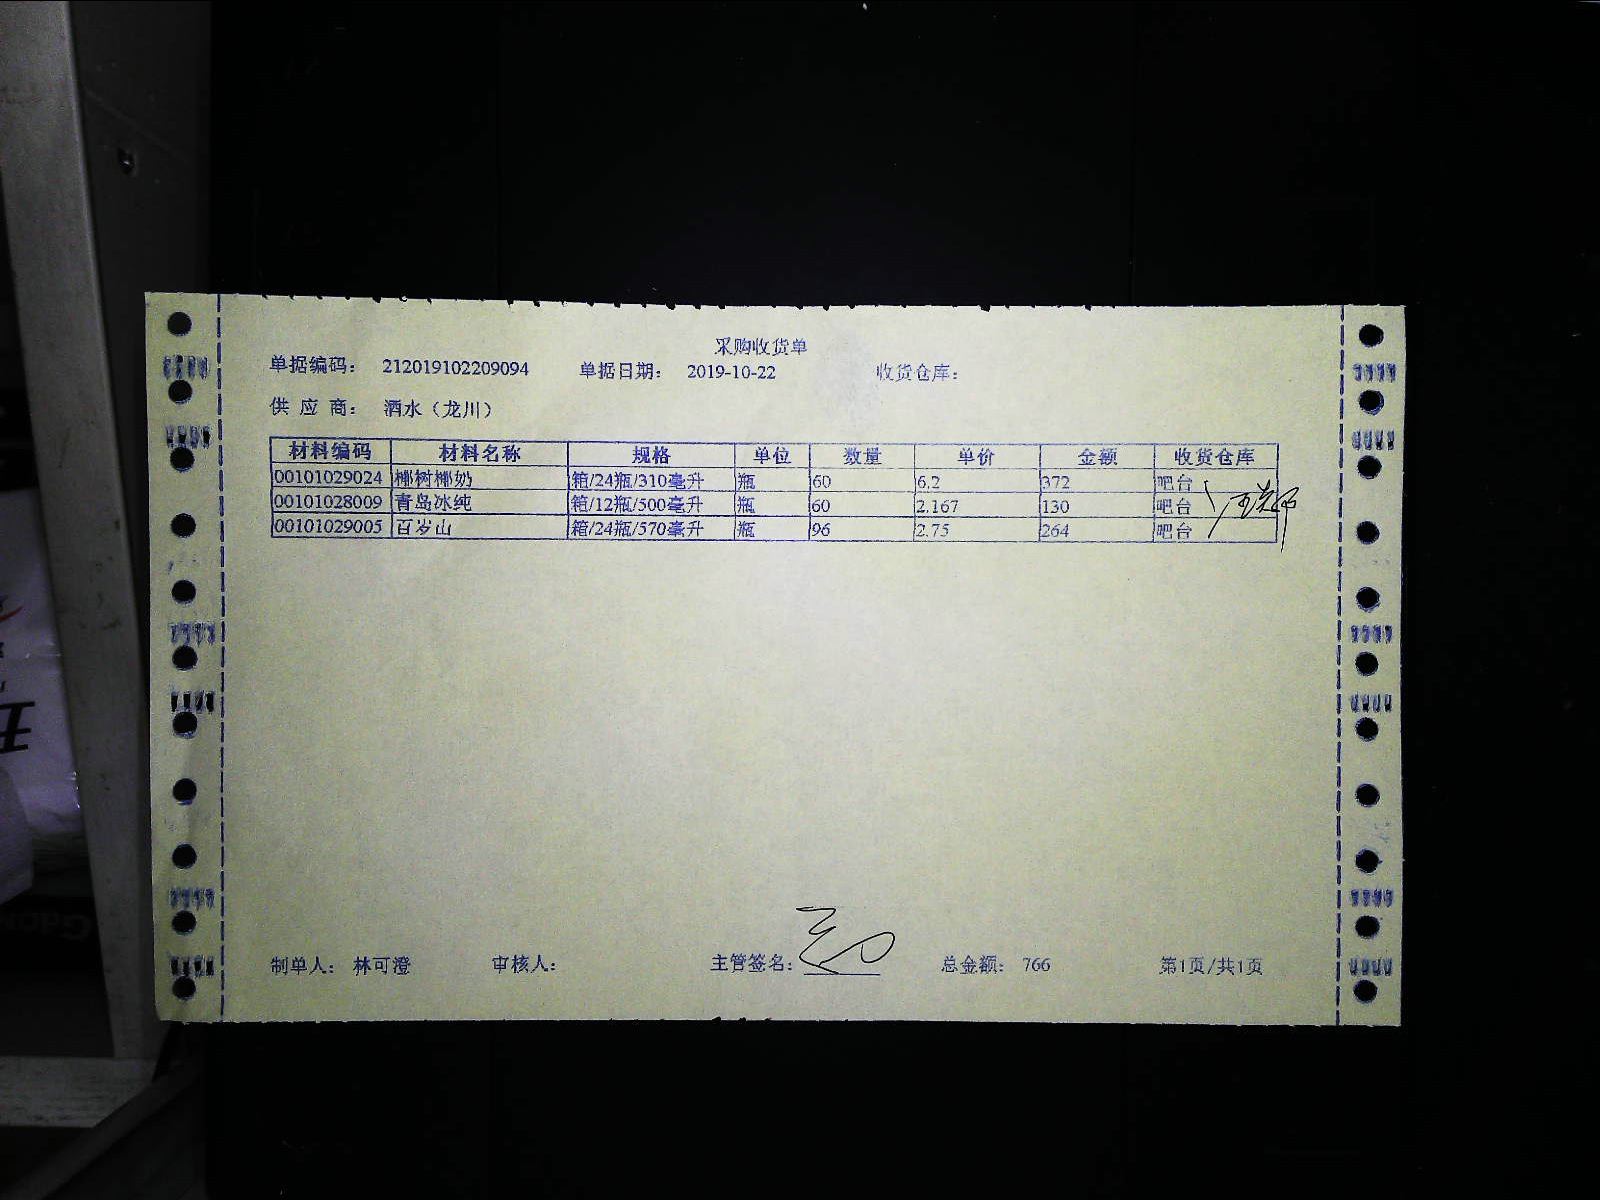 采购收货单
单据编码： 212019102209094 单据日期： 2019-10-22 收货仓库：
供 应 商： 酒水（龙川）
材料编码 材料名称 规格 单位 数量 单价 金额 收货仓库
00101029024 椰树椰奶 箱/24瓶/310毫升 瓶 60 6.2 372 吧台
00101028009 青岛冰纯 箱/12瓶/500毫升 瓶 60 2.167 130 吧台
00101029005 百岁山 箱/24瓶/570毫升 瓶 96 2.75 264 吧台
制单人： 林可澄 审核人： 主管签名： 总金额： 766 第1页/共1页